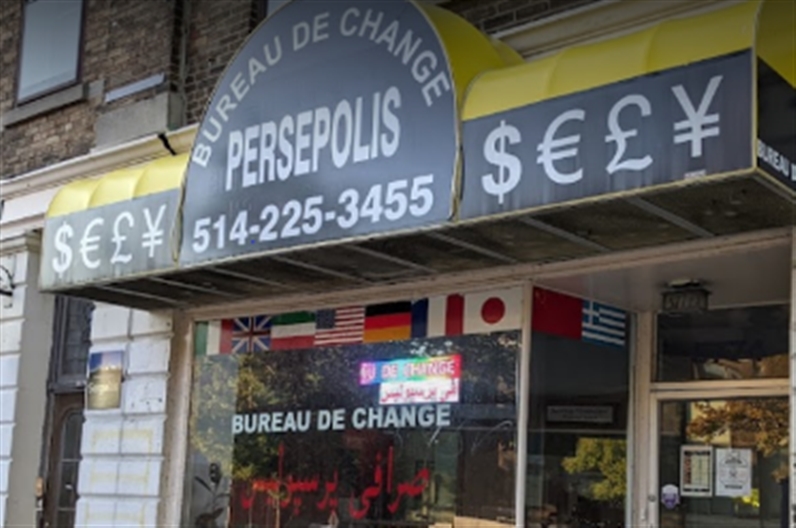 BUREAU DE CHANGE
PERSEPOLIS
514-225-3455
$€£¥
$€£¥
BUREAU
DE CHANGE
BUREAU DE CHANGE
صرافی پرسپولیس